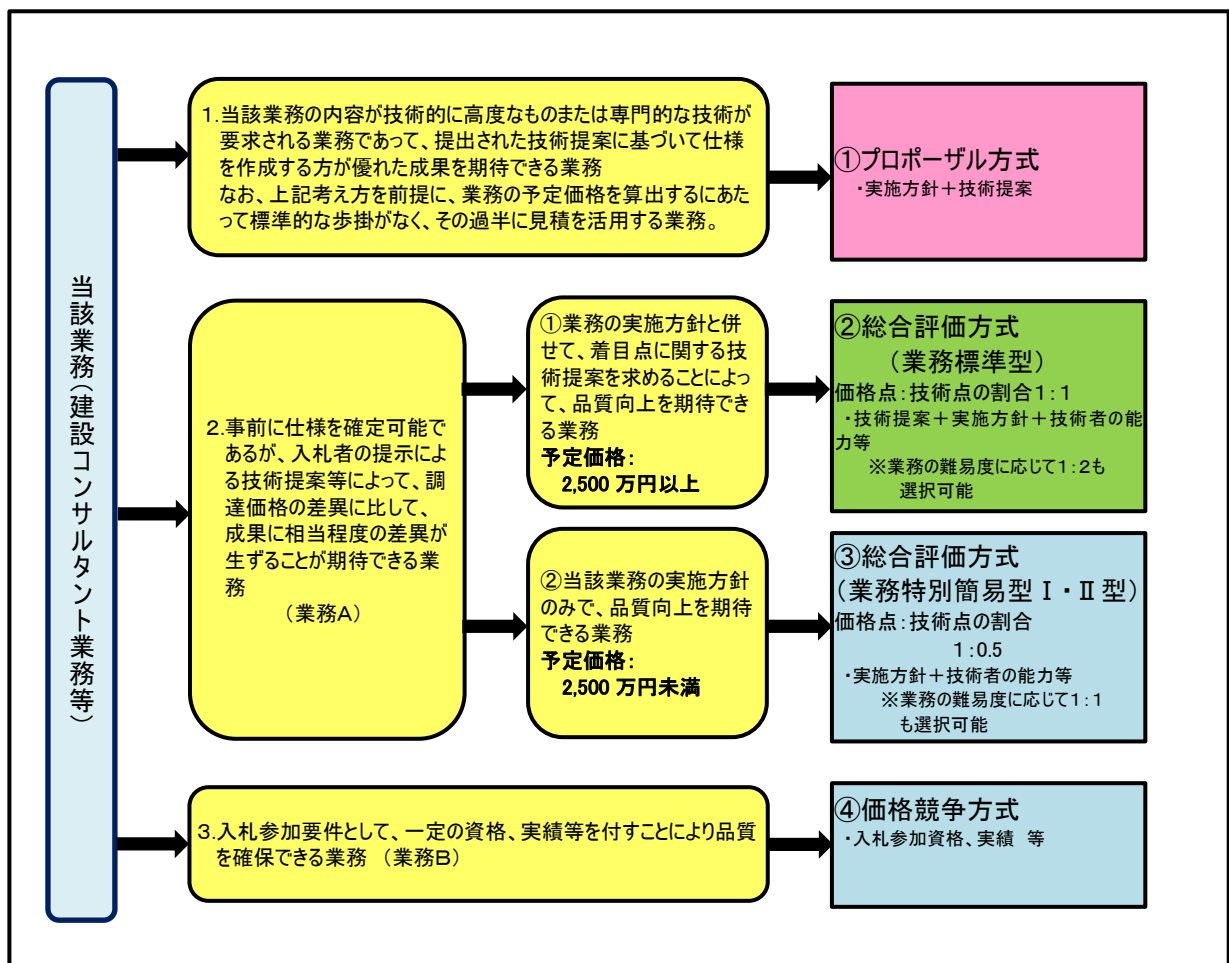 当該業務（建設コンサルタント業務等）
１.当該業務の内容が技術的に高度なものまたは専門的な技術が
要求される業務であって、提出された技術提案に基づいて仕様
を作成する方が優れた成果を期待できる業務
なお、上記考え方を前提に、業務の予定価格を算出するにあた
って標準的な歩掛がなく、その過半に見積を活用する業務。
①プロポーザル方式
・実施方針＋技術提案
２.事前に仕様を確定可能で
あるが、入札者の提示によ
る技術提案等によって、調
達価格の差異に比して、
成果に相当程度の差異が
生ずることが期待できる業
務
（業務Ａ）
①業務の実施方針と併
せて、着目点に関する技
術提案を求めることによっ
て、品質向上を期待でき
る業務
予定価格：
2,500 万円以上
②総合評価方式
（業務標準型）
価格点：技術点の割合１：１
・技術提案＋実施方針＋技術者の能
力等
※業務の難易度に応じて１：２も
選択可能
②当該業務の実施方針
のみで、品質向上を期待
できる業務
予定価格：
2,500 万円未満
③総合評価方式
（業務特別簡易型Ⅰ・Ⅱ型）
価格点：技術点の割合
１：0.5
・実施方針＋技術者の能力等
※業務の難易度に応じて１：１
も選択可能
３.入札参加要件として、一定の資格、実績等を付すことにより品質
を確保できる業務 （業務Ｂ）
④価格競争方式
・入札参加資格、実績 等